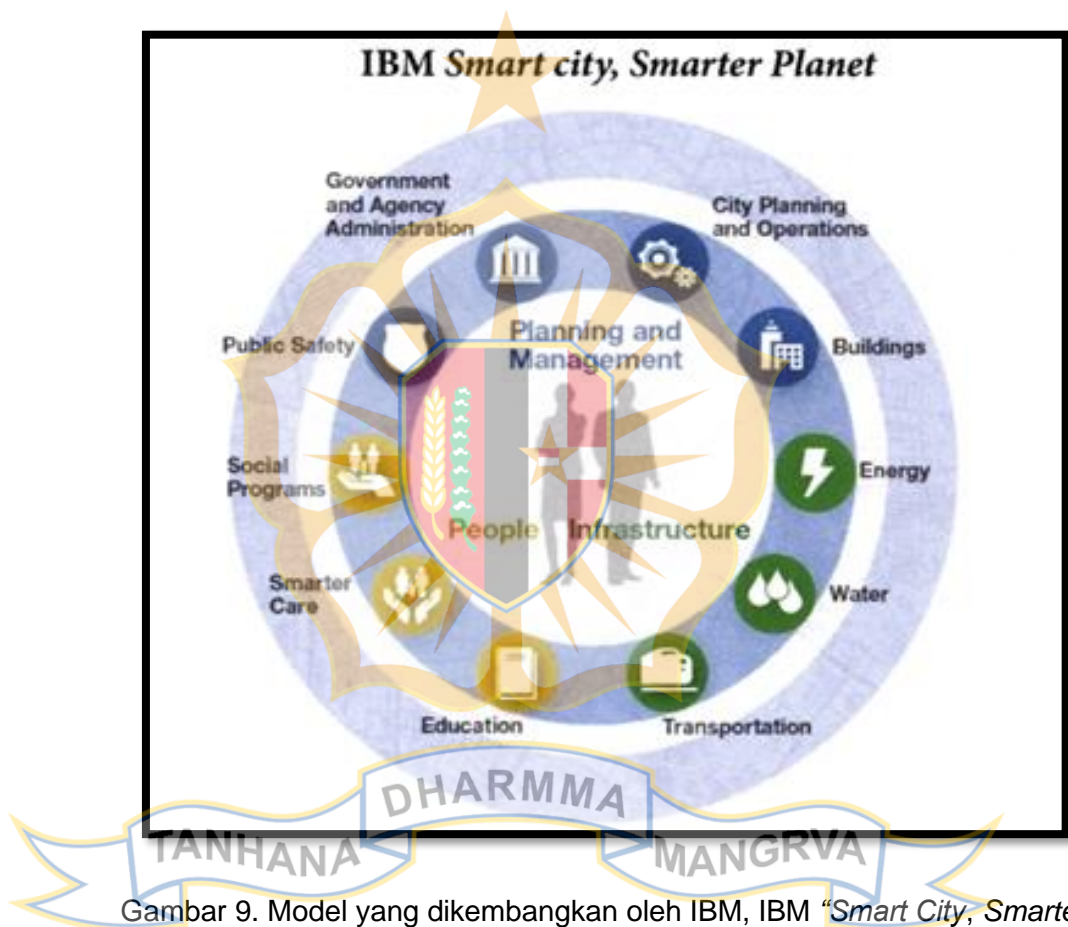 IBM Smart city, Smarter Planet
Government
and Agency
Administration
City Planning
and Operations
Public Safety
Planning and
Management
Buildings
Social
Programs
Energy
People
Infrastructure
Smarter
Care
Water
Education
Transportation
TANHANA
DHARMMA
MANGRVA
Gambar 9. Model yang dikembangkan oleh IBM, IBM “Smart City, Smarte